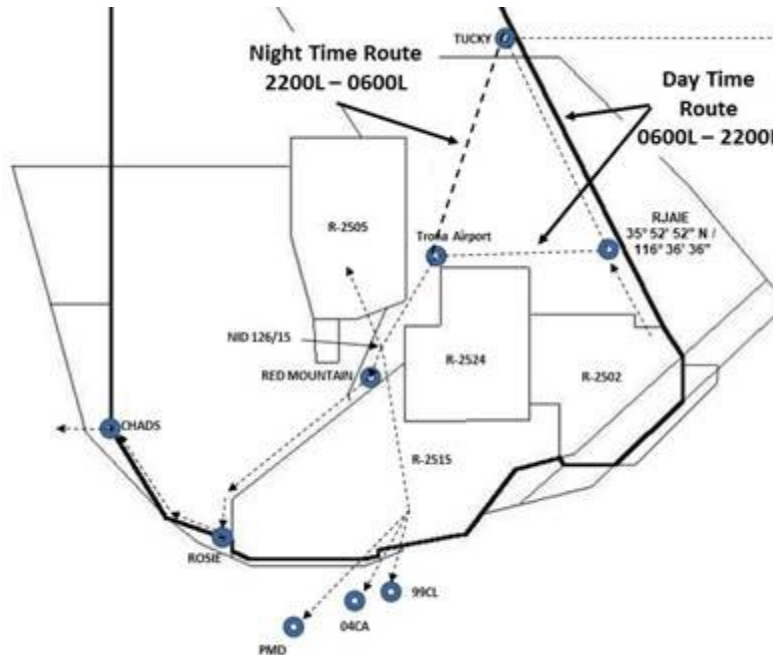 TUCKY
Night Time Route
2200L – 0600L
Day Time
Route
0600L – 2200L
R-2505
Trona Airport
RJAIE
35° 52' 52" N /
116° 36' 36"
NID 126/15
R-2524
RED MOUNTAIN
R-2502
CHADS
R-2515
ROSIE
99CL
04CA
PMD